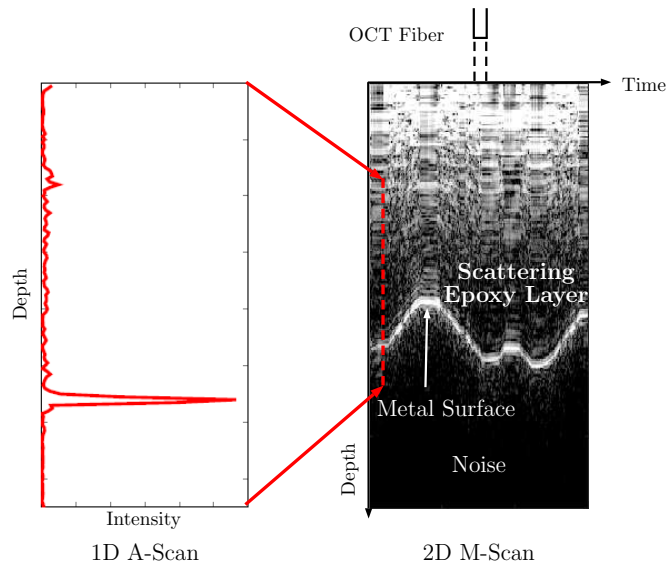 OCT Fiber
Time
Depth
Scattering
Epoxy Layer
Metal Surface
Noise
Depth
Intensity
1D A-Scan
2D M-Scan